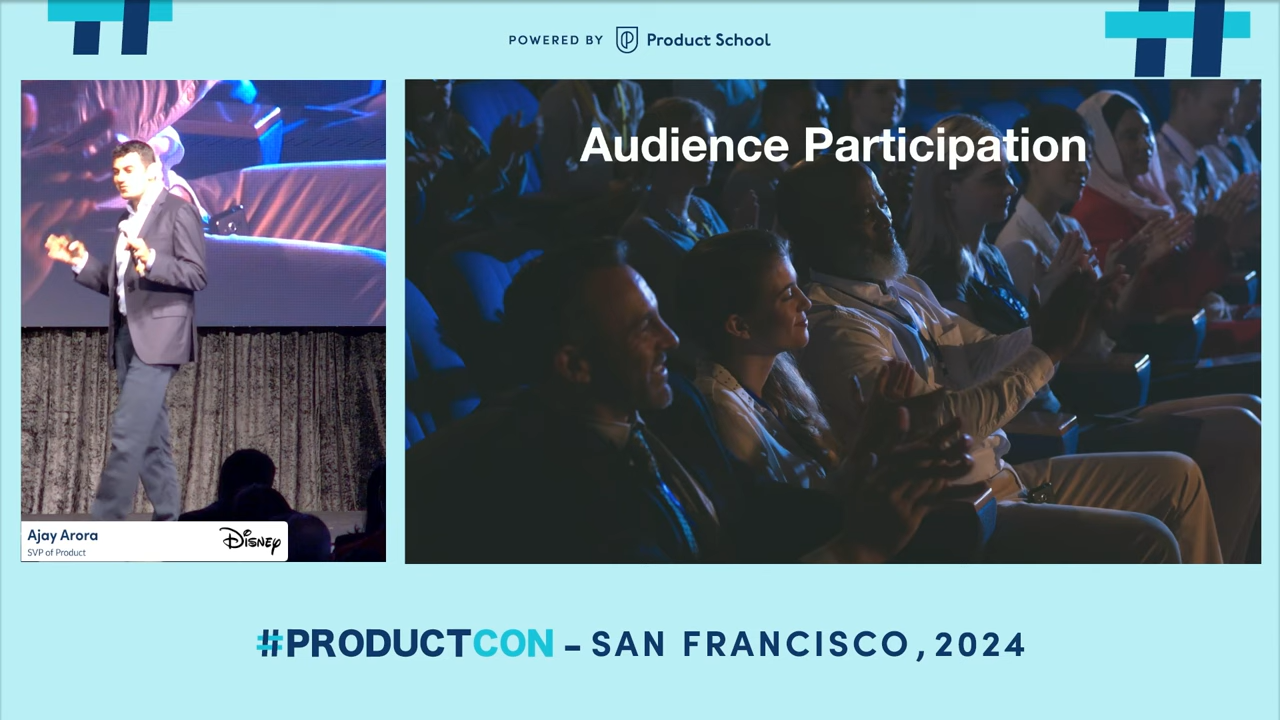 POWERED BY Product School
Audience Participation
Ajay Arora
SVP of Product
Disney
#PRODUCTCON – SAN FRANCISCO, 2024